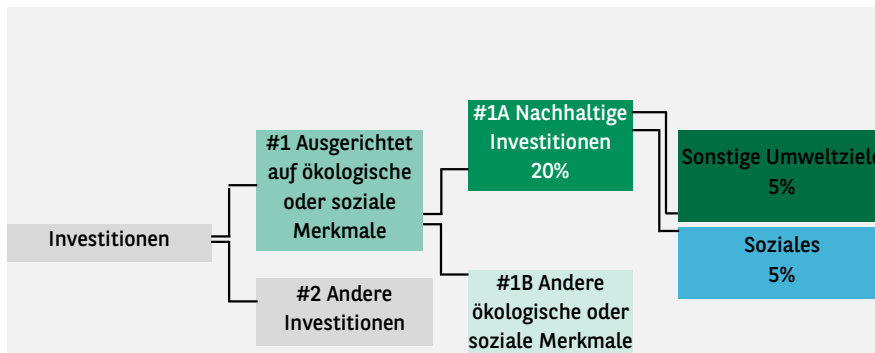 Investitionen
#1 Ausgerichtet
auf ökologische
oder soziale
Merkmale
#2 Andere
Investitionen
#1A Nachhaltige
Investitionen
20%
#1B Andere
ökologische oder
soziale Merkmale
Sonstige Umweltziele
5%
Soziales
5%